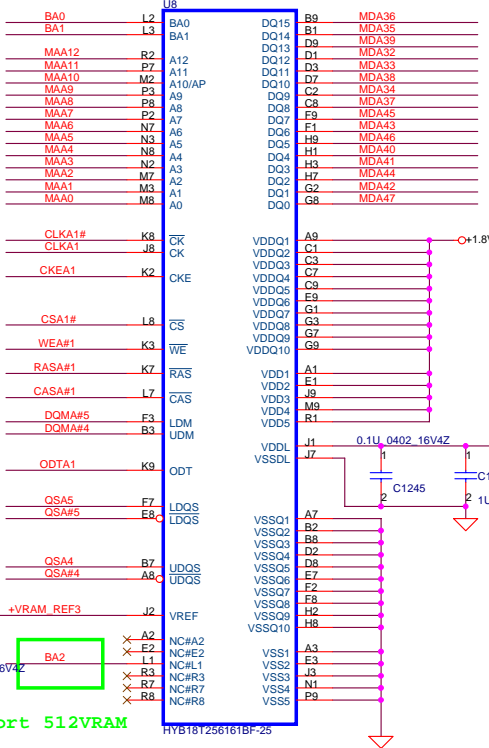 U8
BA0 L2 BA0 DQ15 B9 MDA36
BA1 L3 BA1 DQ14 B1 MDA35
DQ13 D9 MDA39
MAA12 R2 A12 DQ12 D1 MDA32
MAA11 P7 A11 DQ11 D3 MDA33
MAA10 M2 A10/AP DQ10 D7 MDA38
MAA9 P3 A9 DQ9 C2 MDA34
MAA8 P8 A8 DQ8 C8 MDA37
MAA7 P2 A7 DQ7 F9 MDA45
MAA6 N7 A6 DQ6 F1 MDA43
MAA5 N3 A5 DQ5 H9 MDA46
MAA4 N8 A4 DQ4 H1 MDA40
MAA3 N2 A3 DQ3 H3 MDA41
MAA2 M7 A2 DQ2 H7 MDA44
MAA1 M3 A1 DQ1 G2 MDA42
MAA0 M8 A0 DQ0 G8 MDA47
CLKA1# K8 CK VDDQ1 A9 +1.8V
CLKA1 J8 CK VDDQ2 C1
VDDQ3 C3
CKEA1 K2 CKE VDDQ4 C7
VDDQ5 C9
VDDQ6 E9
VDDQ7 G1
CSA1# L8 CS VDDQ8 G3
VDDQ9 G7
WEA#1 K3 WE VDDQ10 G9
RASA#1 K7 RAS VDD1 A1
VDD2 E1
CASA#1 L7 CAS VDD3 J9
VDD4 M9
DQMA#5 F3 LDM VDD5 R1
DQMA#4 B3 UDM
VDDL J1 0.1U_0402_16V4Z
VSSDL J7
ODTA1 K9 ODT 1 1
C1245 C1
2 2 1U
QSA5 F7 LDQS VSSQ1 A7
QSA#5 E8 LDQS VSSQ2 B2
VSSQ3 B8
VSSQ4 D2
QSA4 B7 UDQS VSSQ5 D8
QSA#4 A8 UDQS VSSQ6 E7
VSSQ7 F2
VSSQ8 F8
+VRAM_REF3 J2 VREF VSSQ9 H2
VSSQ10 H8
A2 NC#A2
E2 NC#E2 VSS1 A3
BA2 L1 NC#L1 VSS2 E3
6V4Z R3 NC#R3 VSS3 J3
R7 NC#R7 VSS4 N1
R8 NC#R8 VSS5 P9
ort 512VRAM
HYB18T256161BF-25